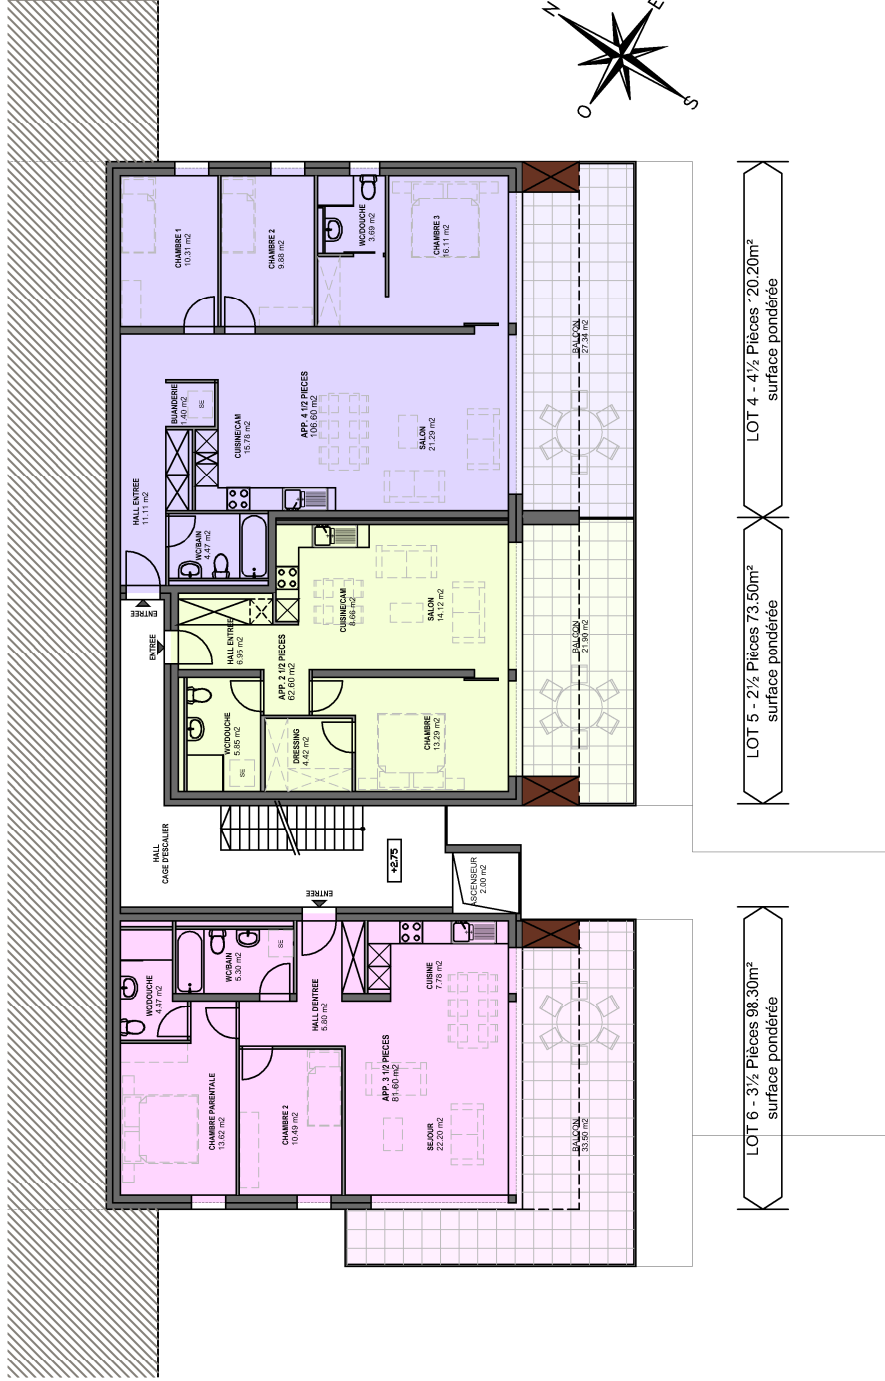 N
E
O
S
CHAMBRE 1
10.31 m2
CHAMBRE 2
9.88 m2
WC/DOUCHE
3.69 m2
CHAMBRE 3
16.11 m2
BUANDERIE
1.40 m2
SE
CUISINE/CAM
15.78 m2
APP. 4 1/2 PIECES
106.60 m2
SALON
21.29 m2
BALCON
27.34 m2
HALL ENTREE
11.11 m2
WC/BAIN
4.47 m2
LOT 4 - 4½ Pièces 120.20m²
surface pondérée
ENTREE
ENTREE
HALL ENTREE
6.95 m2
CUISINE/CAM
8.66 m2
SALON
14.12 m2
APP. 2 1/2 PIECES
62.60 m2
BALCON
21.90 m2
WC/DOUCHE
5.85 m2
SE
DRESSING
4.42 m2
CHAMBRE
13.29 m2
LOT 5 - 2½ Pièces 73.50m²
surface pondérée
HALL
CAGE D'ESCALIER
+2.75
ASCENSEUR
2.00 m2
ENTREE
WC/DOUCHE
4.47 m2
WC/BAIN
5.30 m2
SE
HALL D'ENTREE
5.80 m2
CUISINE
7.78 m2
APP. 3 1/2 PIECES
81.60 m2
CHAMBRE PARENTALE
13.62 m2
CHAMBRE 2
10.49 m2
SEJOUR
22.20 m2
BALCON
33.50 m2
LOT 6 - 3½ Pièces 98.30m²
surface pondérée